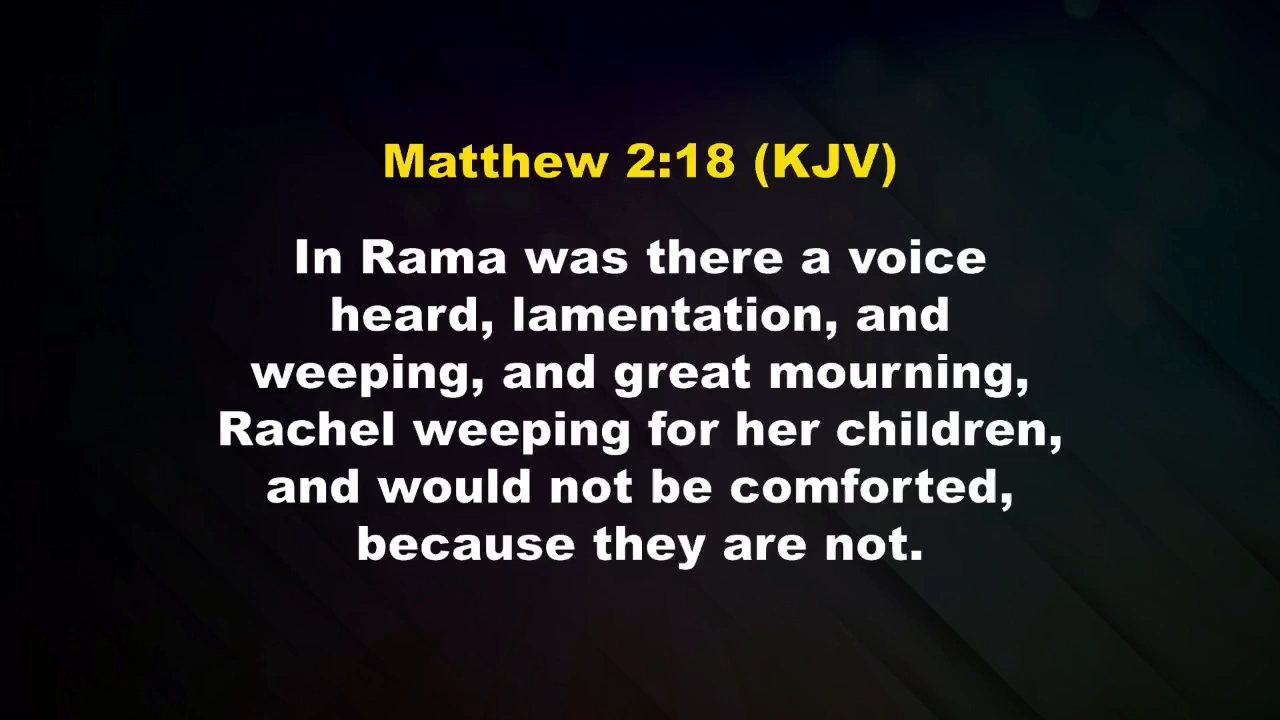 Matthew 2:18 (KJV)
In Rama was there a voice
heard, lamentation, and
weeping, and great mourning,
Rachel weeping for her children,
and would not be comforted,
because they are not.